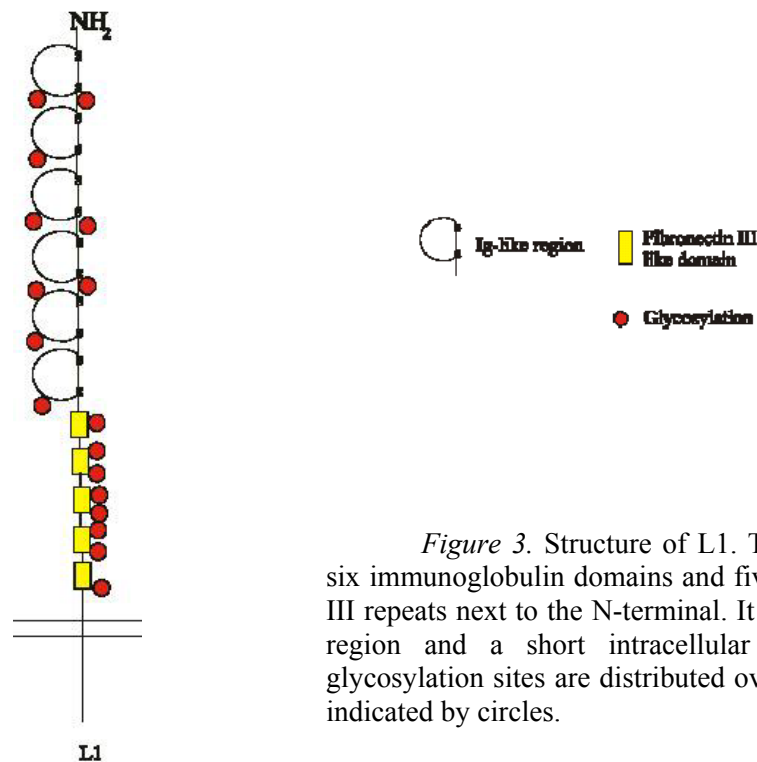 NH2
Ig-like region
Fibronectin III
like domain
Glycosylation
Figure 3. Structure of L1. T
six immunoglobulin domains and fiv
III repeats next to the N-terminal. It
region and a short intracellular
glycosylation sites are distributed ov
indicated by circles.
L1